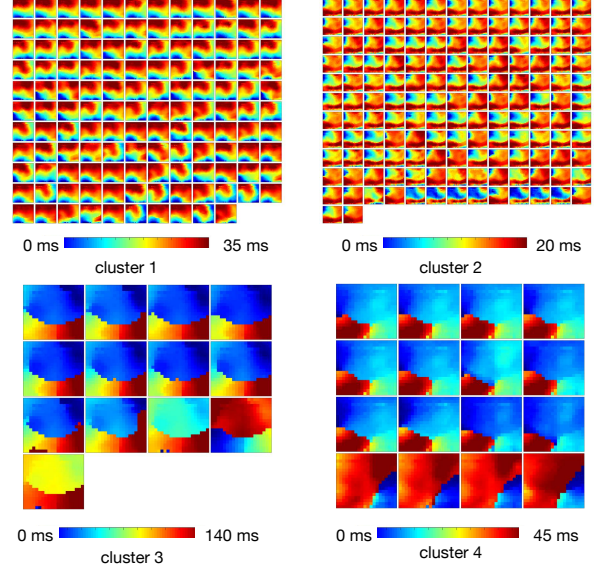 0 ms 35 ms
cluster 1
0 ms 20 ms
cluster 2
0 ms 140 ms
cluster 3
0 ms 45 ms
cluster 4